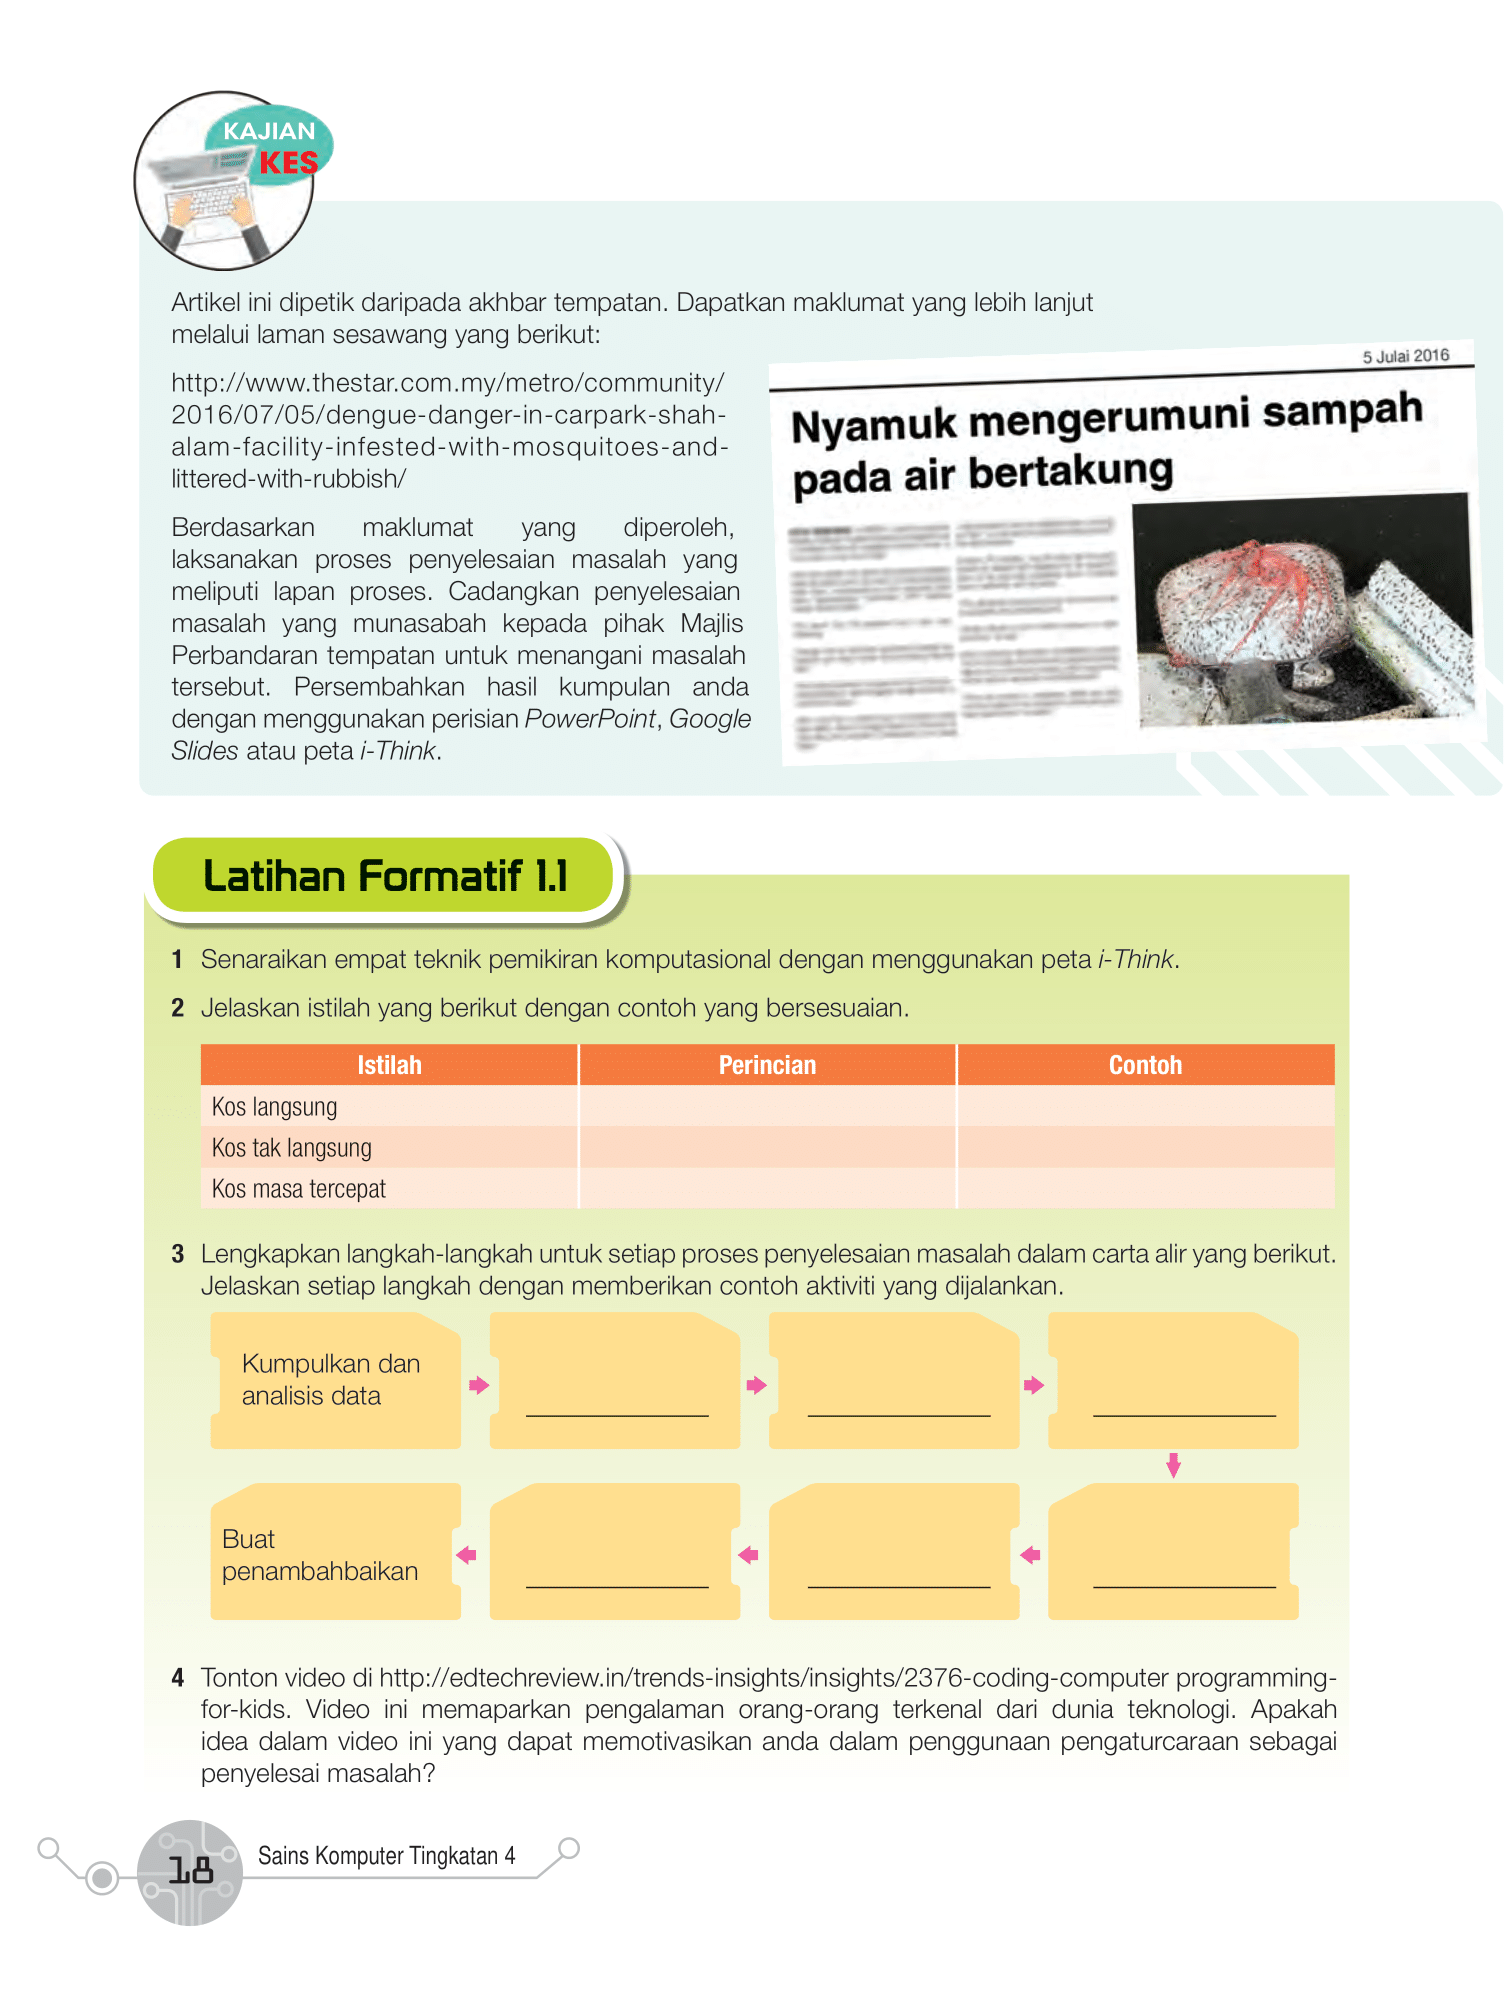 KAJIAN
KES
Artikel ini dipetik daripada akhbar tempatan. Dapatkan maklumat yang lebih lanjut
melalui laman sesawang yang berikut:
http://www.thestar.com.my/metro/community/
2016/07/05/dengue-danger-in-carpark-shah-
alam-facility-infested-with-mosquitoes-and-
littered-with-rubbish/
Berdasarkan maklumat yang diperoleh,
laksanakan proses penyelesaian masalah yang
meliputi lapan proses. Cadangkan penyelesaian
masalah yang munasabah kepada pihak Majlis
Perbandaran tempatan untuk menangani masalah
tersebut. Persembahkan hasil kumpulan anda
dengan menggunakan perisian PowerPoint, Google
Slides atau peta i-Think.
5 Julai 2016
Nyamuk mengerumuni sampah
pada air bertakung
Latihan Formatif 1.1
1 Senaraikan empat teknik pemikiran komputasional dengan menggunakan peta i-Think.
2 Jelaskan istilah yang berikut dengan contoh yang bersesuaian.
Istilah Perincian Contoh
Kos langsung
Kos tak langsung
Kos masa tercepat
3 Lengkapkan langkah-langkah untuk setiap proses penyelesaian masalah dalam carta alir yang berikut.
Jelaskan setiap langkah dengan memberikan contoh aktiviti yang dijalankan.
Kumpulkan dan
analisis data
Buat
penambahbaikan
4 Tonton video di http://edtechreview.in/trends-insights/insights/2376-coding-computer programming-
for-kids. Video ini memaparkan pengalaman orang-orang terkenal dari dunia teknologi. Apakah
idea dalam video ini yang dapat memotivasikan anda dalam penggunaan pengaturcaraan sebagai
penyelesai masalah?
18 Sains Komputer Tingkatan 4